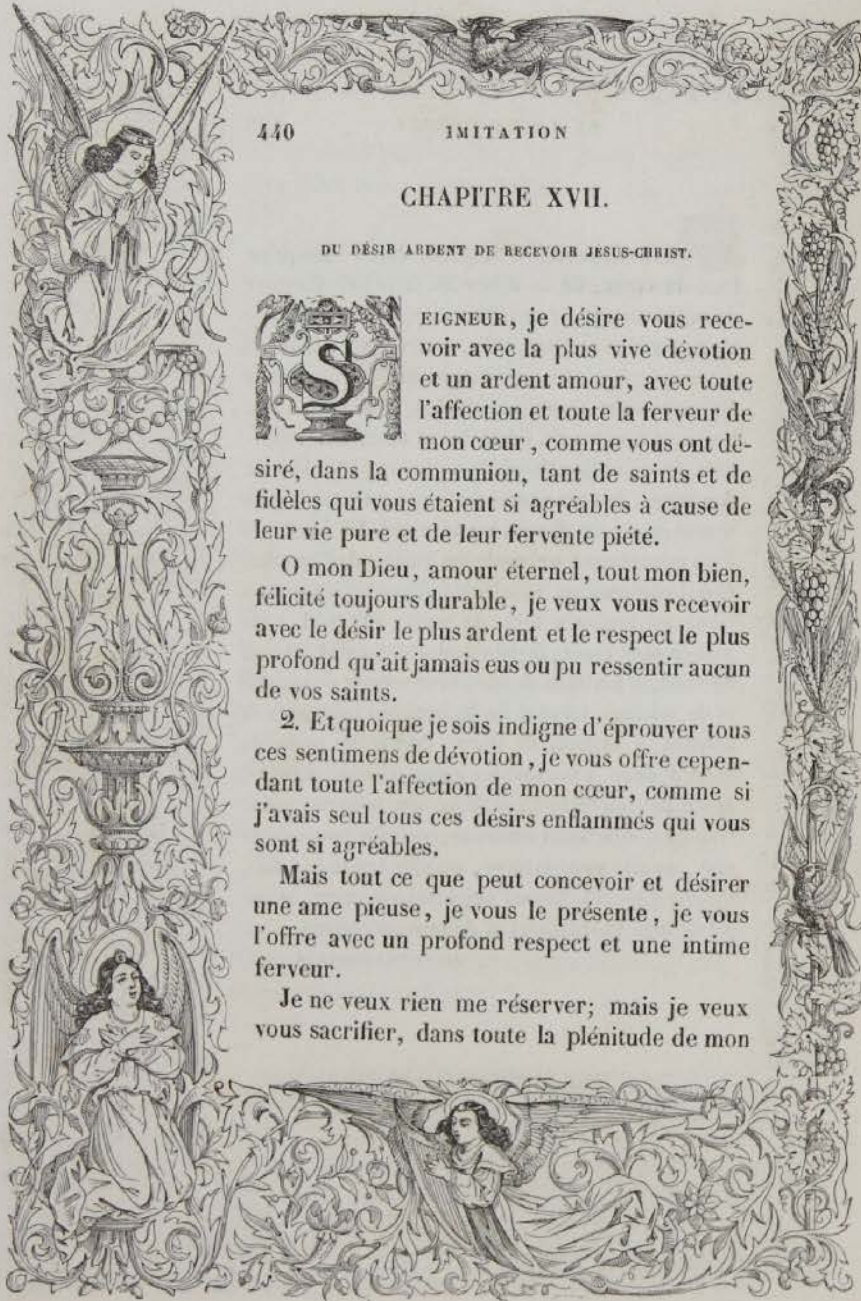 440 IMITATION
CHAPITRE XVII.
DU DÉSIR ARDENT DE RECEVOIR JESUS-CHRIST.
SEIGNEUR, je désire vous rece-
voir avec la plus vive dévotion
et un ardent amour, avec toute
l'affection et toute la ferveur de
mon cœur, comme vous ont dé-
siré, dans la communion, tant de saints et de
fidèles qui vous étaient si agréables à cause de
leur vie pure et de leur fervente piété.
O mon Dieu, amour éternel, tout mon bien,
félicité toujours durable, je veux vous recevoir
avec le désir le plus ardent et le respect le plus
profond qu'ait jamais eus ou pu ressentir aucun
de vos saints.
2. Et quoique je sois indigne d'éprouver tous
ces sentimens de dévotion, je vous offre cepen-
dant toute l'affection de mon cœur, comme si
j'avais seul tous ces désirs enflammés qui vous
sont si agréables.
Mais tout ce que peut concevoir et désirer
une ame pieuse, je vous le présente, je vous
l'offre avec un profond respect et une intime
ferveur.
Je ne veux rien me réserver; mais je veux
vous sacrifier, dans toute la plénitude de mon